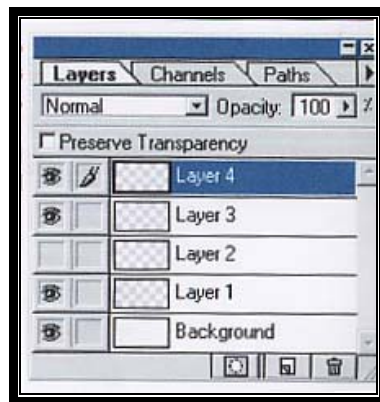 Layers Channels Paths
Normal Opacity: 100 %
Preserve Transparency
Layer 4
Layer 3
Layer 2
Layer 1
Background